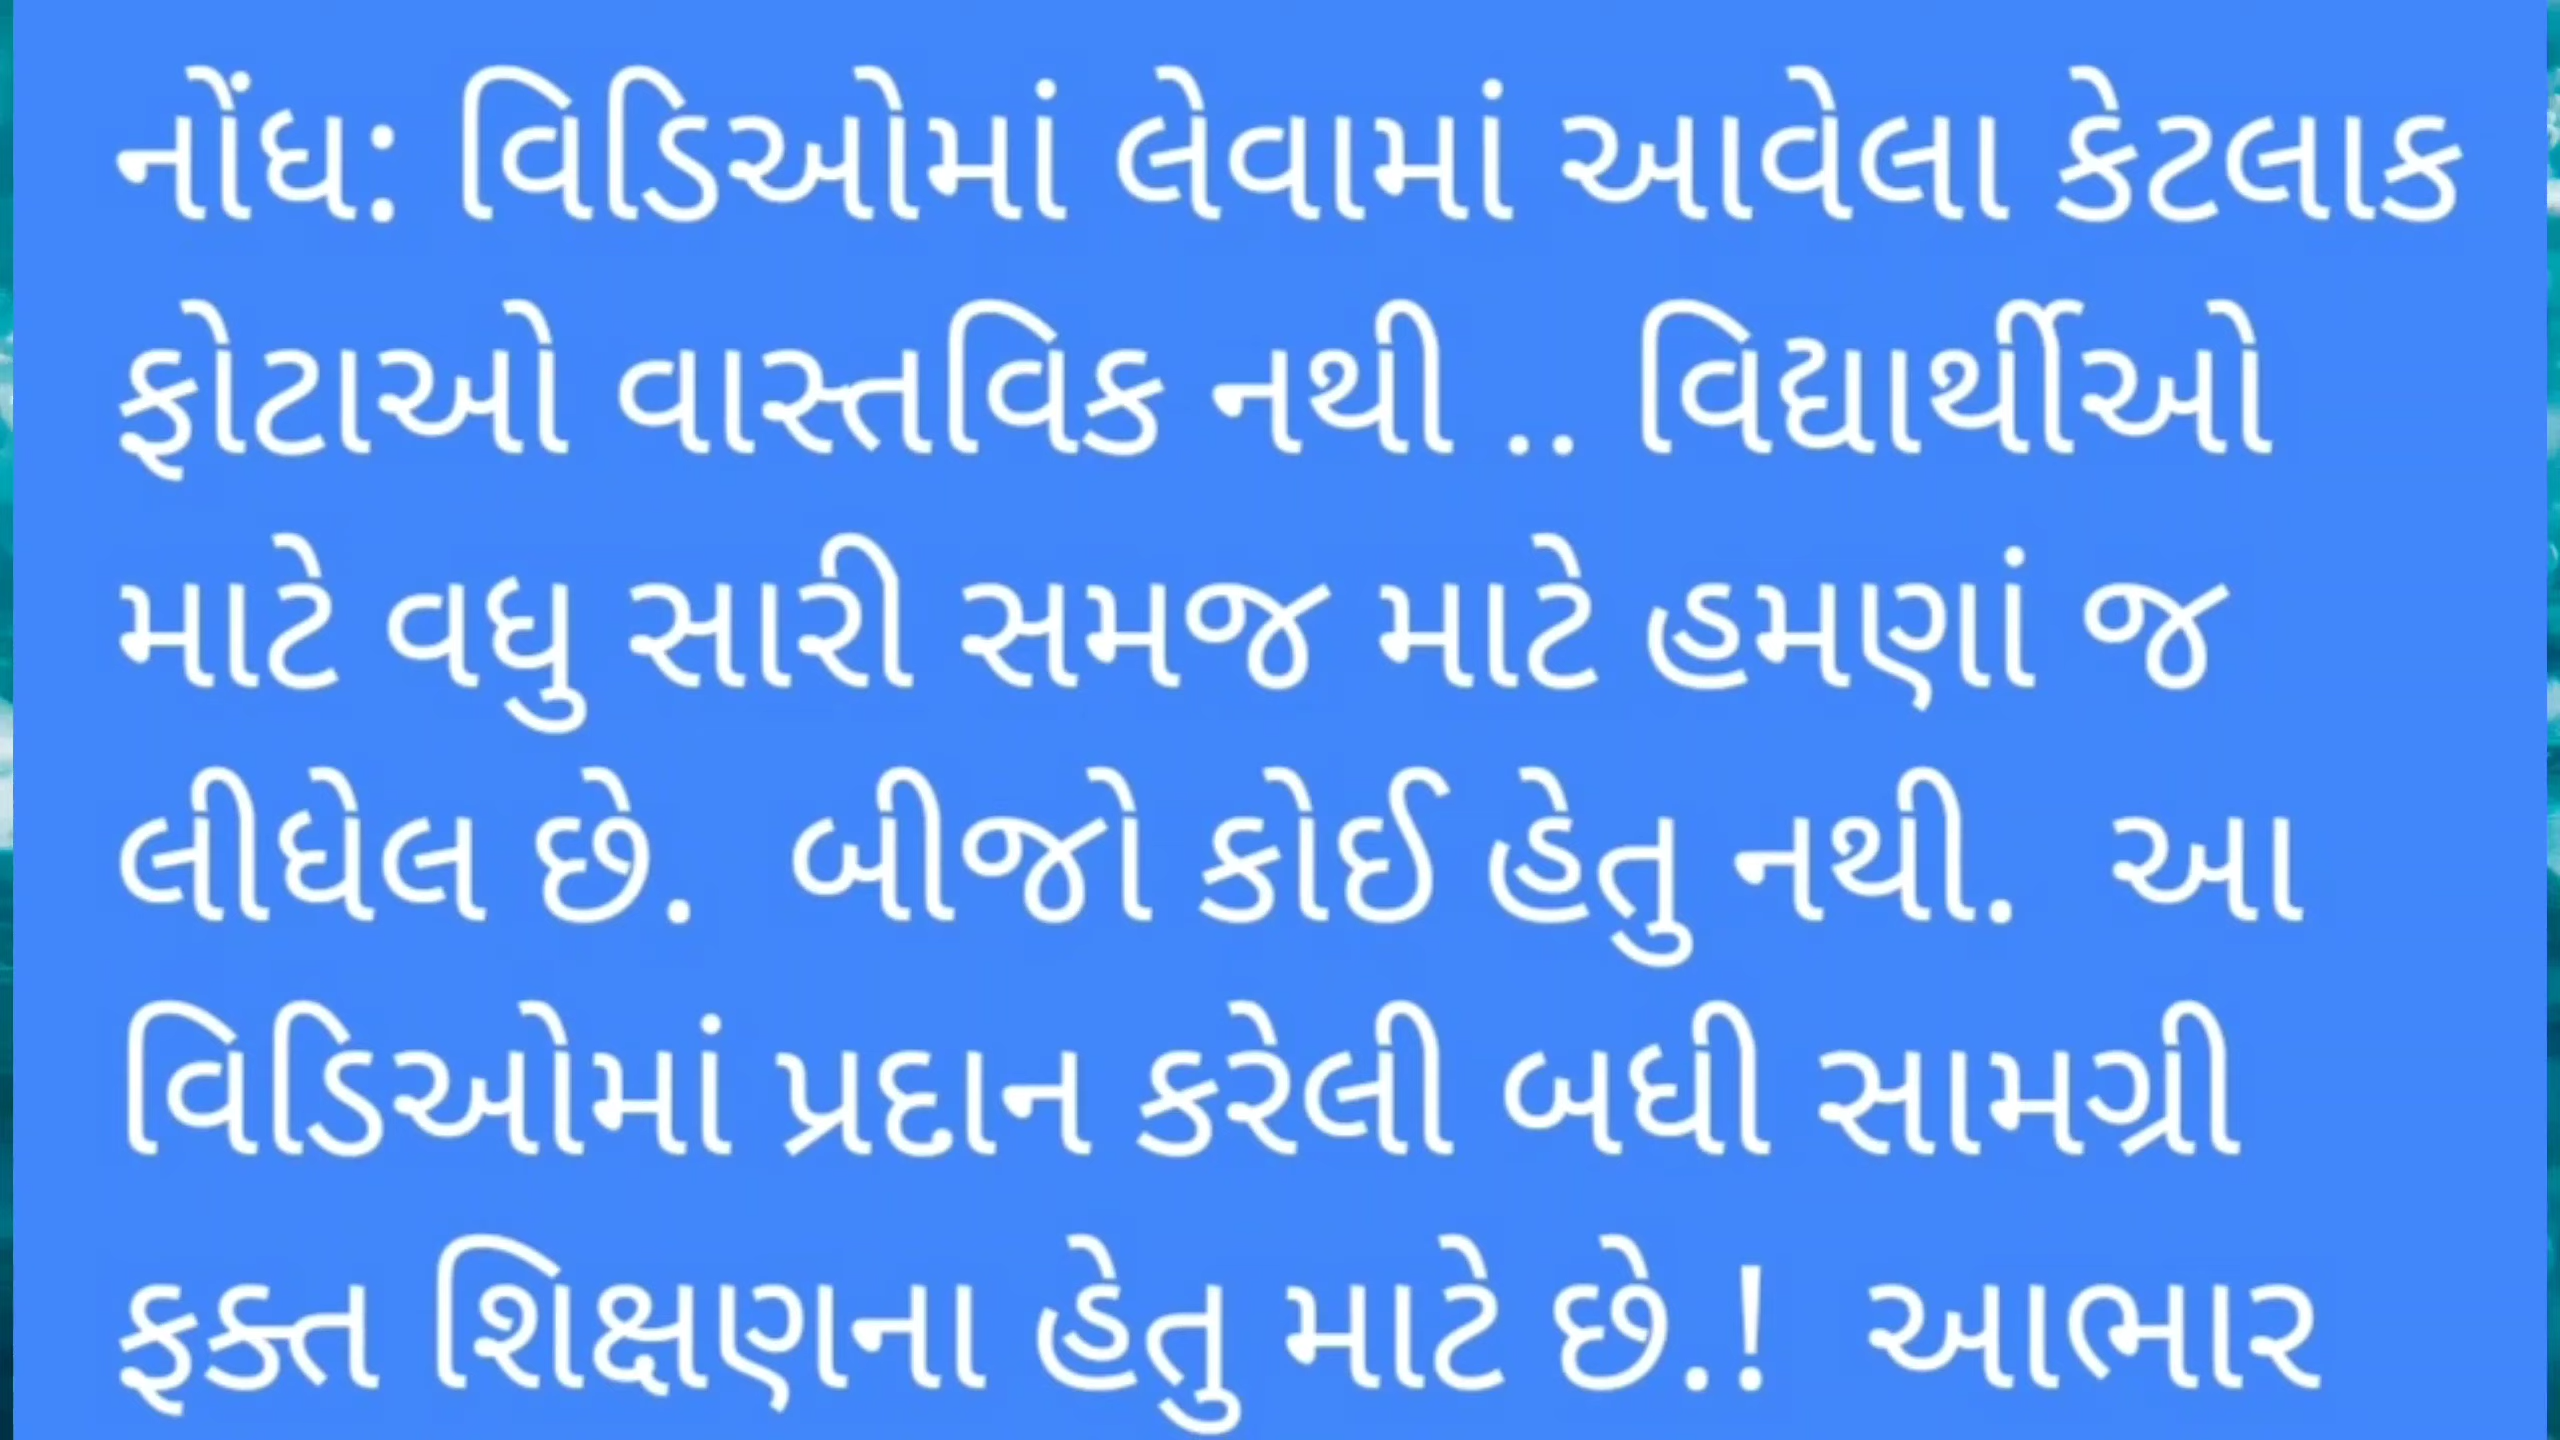 નોંધ: વિડિઓમાં લેવામાં આવેલા કેટલાક
ફોટાઓ વાસ્તવિક નથી .. વિદ્યાર્થીઓ
માટે વધુ સારી સમજ માટે હમણાં જ
લીધેલ છે.  બીજો કોઈ હેતુ નથી.  આ
વિડિઓમાં પ્રદાન કરેલી બધી સામગ્રી
ફક્ત શિક્ષણના હેતુ માટે છે.!  આભાર